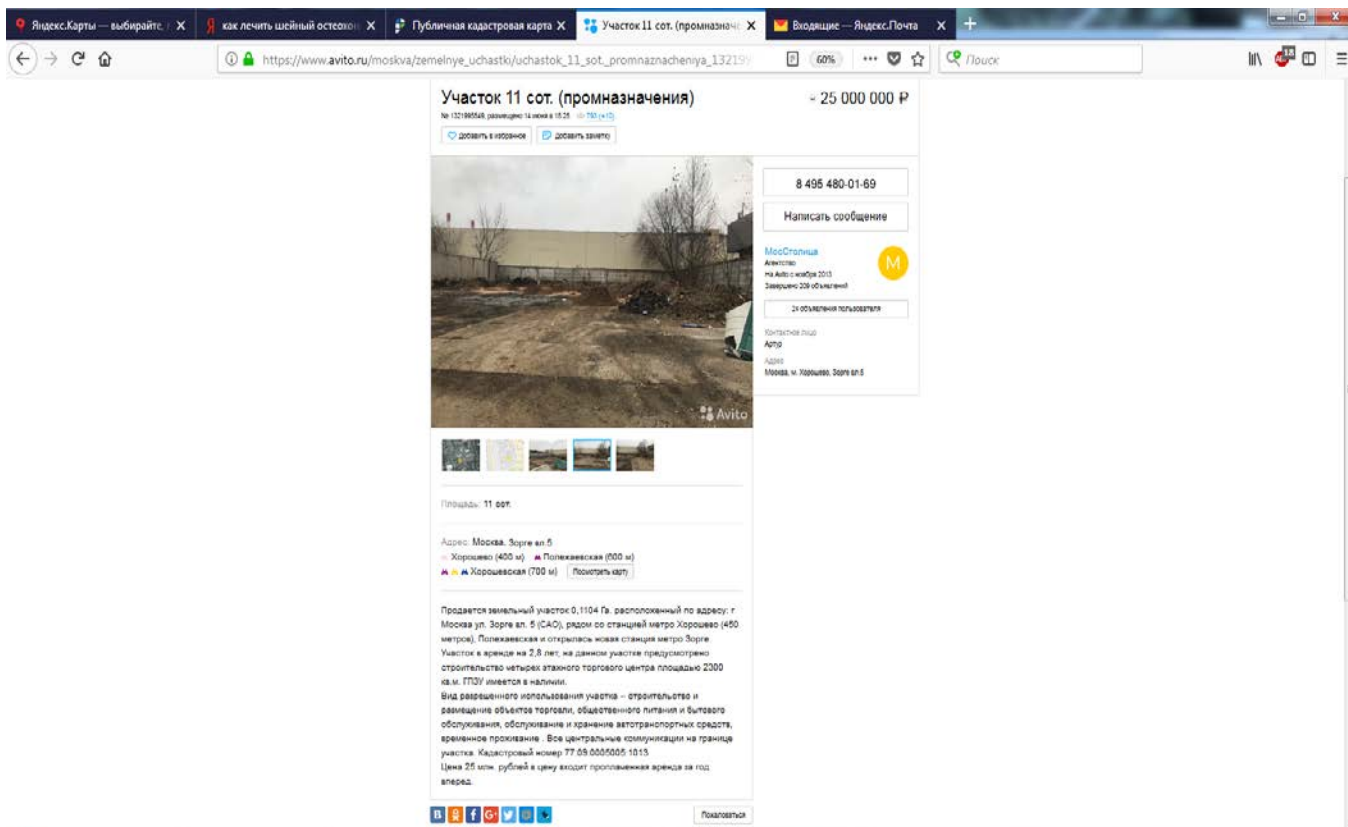 Яндекс.Карты — выбирайте,
как лечить шейный остеохон
Публичная кадастровая карта
Участок 11 сот. (промназначе
Входящие — Яндекс.Почта
https://www.avito.ru/moskva/zemelnye_uchastki/uchastok_11_sot._promnaznacheniya_13219
60%
Поиск
18
Участок 11 сот. (промназначения)
- 25 000 000 ₽
размещено 14 июня в 15:25
Добавить в избранное
Добавить заметку
8 495 480-01-69
Написать сообщение
МосСтолица
Агентство
M
На Avito с ноября 2013
Завершено 209 объявлений
24 объявления пользователя
Контактное лицо
Артур
Адрес
Москва, м. Хорошево, Зорге вл.5
Avito
Площадь: 11 сот.
Адрес: Москва, Зорге вл.5
Хорошево (400 м) Полежаевская (600 м)
Хорошевская (700 м) Посмотреть карту
Продается земельный участок 0,1104 Га. расположенный по адресу: г
Москва ул. Зорге вл. 5 (САО), рядом со станцией метро Хорошево (450
метров), Полежаевская и открылась новая станция метро Зорге.
Участок в аренде на 2,8 лет, на данном участке предусмотрено
строительство четырех этажного торгового центра площадью 2300
кв.м. ГПЗУ имеется в наличии.
Вид разрешенного использования участка – строительство и
размещение объектов торговли, общественного питания и бытового
обслуживания, обслуживание и хранение автотранспортных средств,
временное проживание . Все центральные коммуникации на границе
участка. Кадастровый номер 77:09:0005005:1013.
Цена 25 млн. рублей в цену входит проплаченная аренда за год
вперед.
Пожаловаться